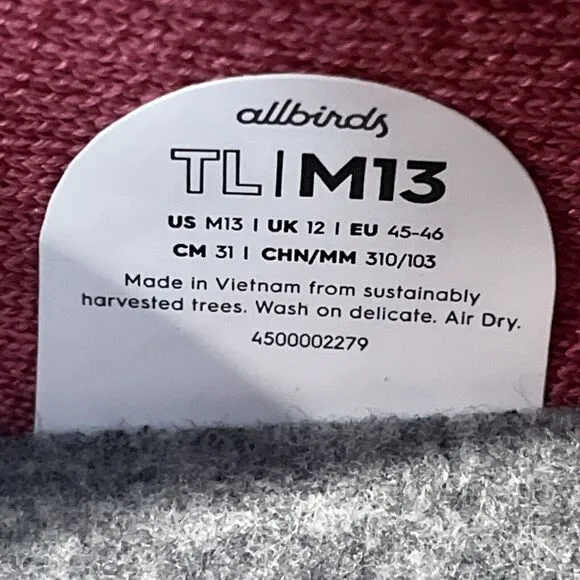 allbirds
TL | M13
US M13 | UK 12 | EU 45-46
CM 31 | CHN/MM 310/103
Made in Vietnam from sustainably
harvested trees. Wash on delicate. Air Dry.
4500002279